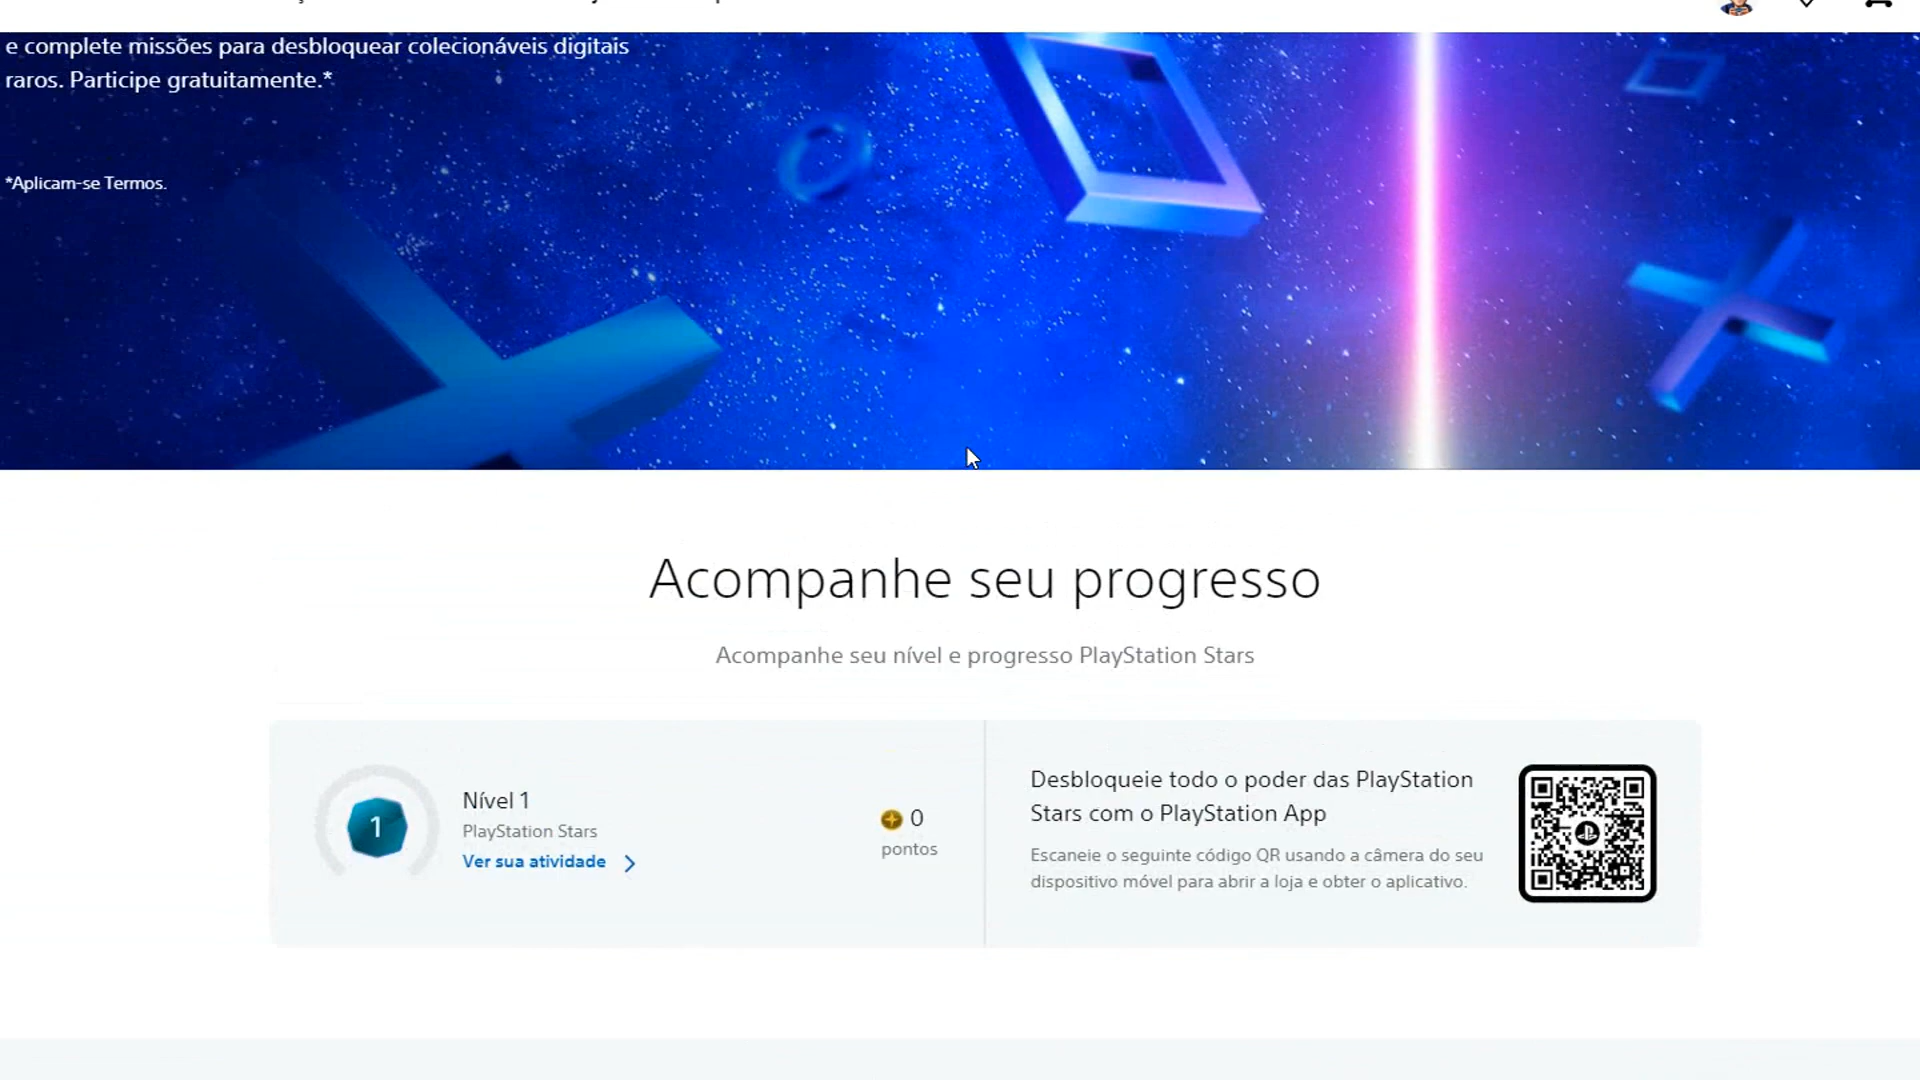 e complete missões para desbloquear colecionáveis digitais
raros. Participe gratuitamente.*
*Aplicam-se Termos.
Acompanhe seu progresso
Acompanhe seu nível e progresso PlayStation Stars
1
Nível 1
PlayStation Stars
Ver sua atividade
0
pontos
Desbloqueie todo o poder das PlayStation
Stars com o PlayStation App
Escaneie o seguinte código QR usando a câmera do seu
dispositivo móvel para abrir a loja e obter o aplicativo.